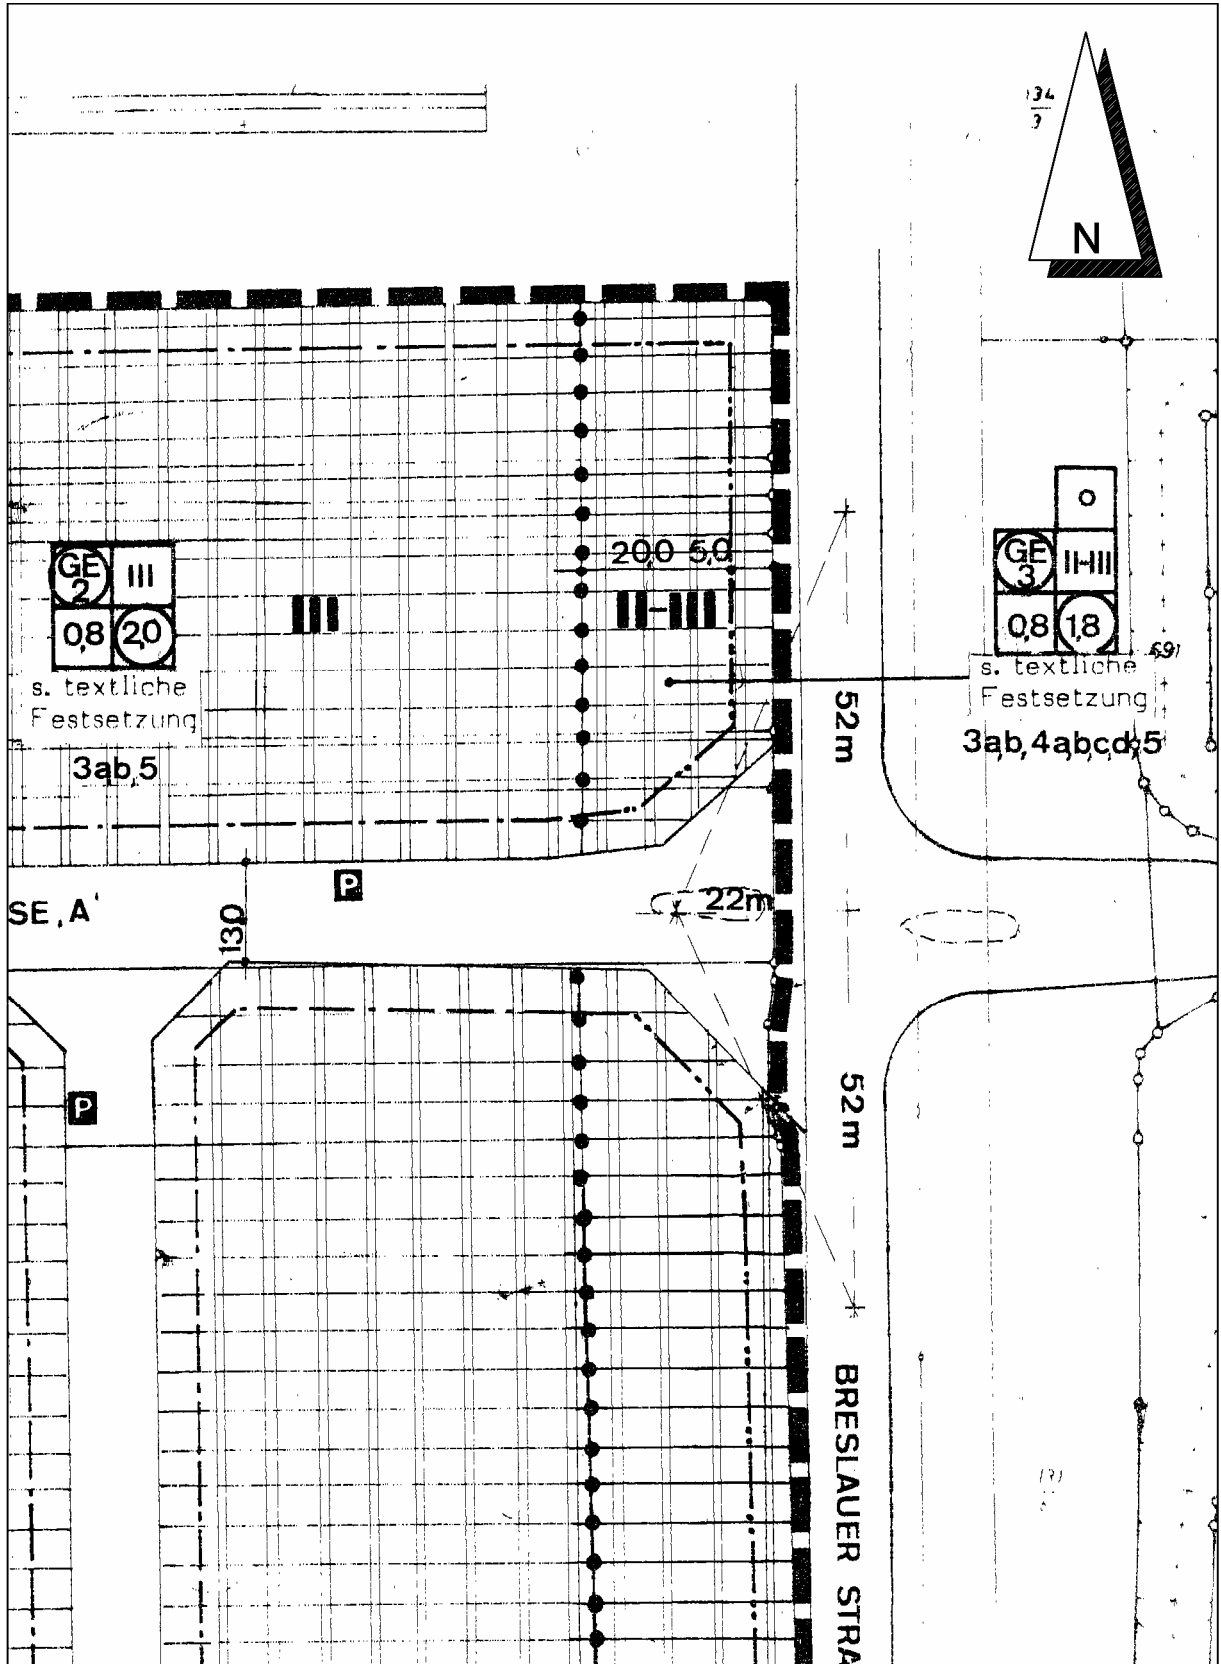 134
3
N
GE
2
III
0,8
2,0
s. textliche
Festsetzung
3ab,5
III
20,0 5,0
II-III
o
GE
3
II-III
0,8
1,8
s. textliche
Festsetzung
3ab,4abcd,5
52m
P
SE,A'
13,0
22m
P
52m
BRESLAUER STRA